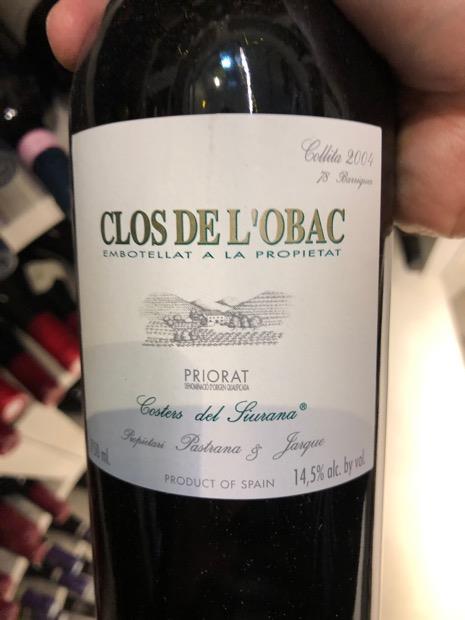 Collita 2004
78 Barriques
CLOS DE L'OBAC
EMBOTELLAT A LA PROPIETAT
PRIORAT
DENOMINACIÓ D'ORIGEN QUALIFICADA
Costers del Siurana®
Propietari Pastrana & Jarque
ml.
PRODUCT OF SPAIN
14,5% alc. by vol.